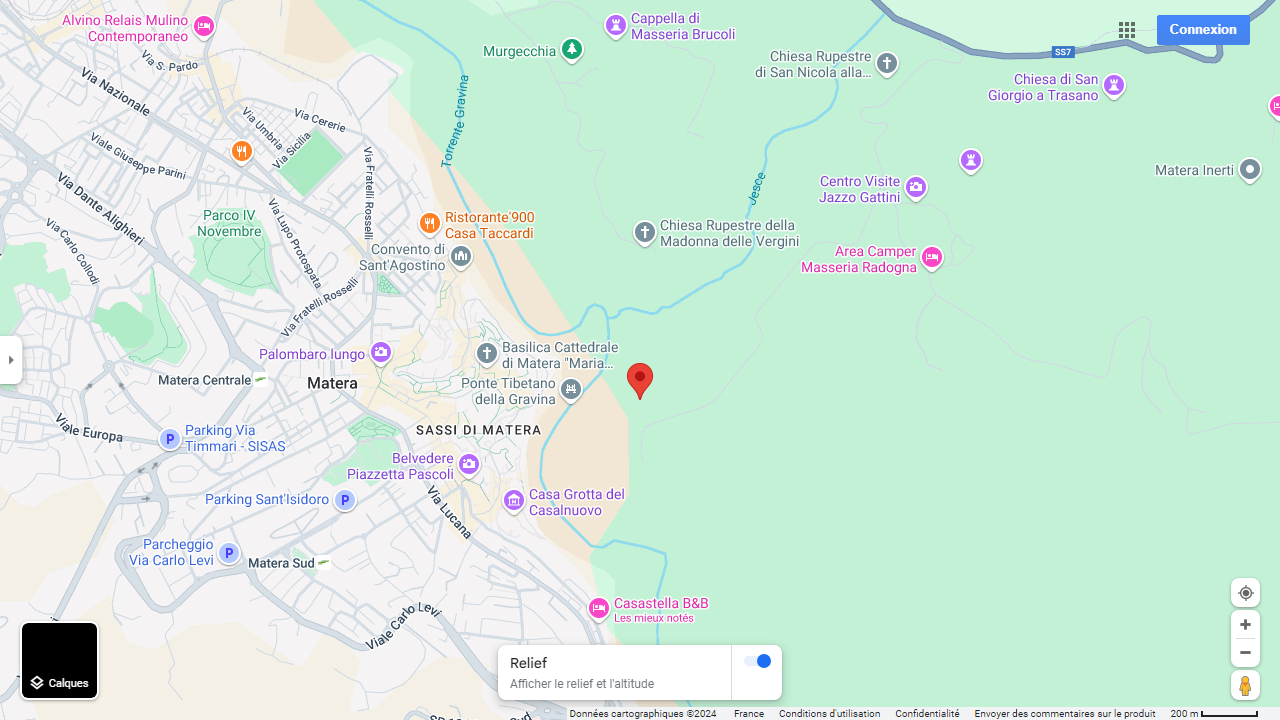 Alvino Relais Mulino
Contemporaneo
Cappella di
Masseria Brucoli
Murgecchia
Chiesa Rupestre
di San Nicola alla...
SS7
Connexion
Chiesa di San
Giorgio a Trasano
Via S. Pardo
Via Nazionale
Via Umbria
Via Cererie
Via Sicilia
Torrente Gravina
Viale Giuseppe Parini
Via Fratelli Rosselli
Via Dante Alighieri
Jesce
Centro Visite
Jazzo Gattini
Matera Inerti
Via Lupo Protospata
Parco IV
Novembre
Ristorante'900
Casa Taccardi
Chiesa Rupestre della
Madonna delle Vergini
Via Carlo Collodi
Convento di
Sant'Agostino
Area Camper
Masseria Radogna
Via Fratelli Rosselli
Palombaro lungo
Basilica Cattedrale
di Matera "Maria...
Matera Centrale
Matera
Ponte Tibetano
della Gravina
Viale Europa
Parking Via
Timmari - SISAS
SASSI DI MATERA
Belvedere
Piazzetta Pascoli
Parking Sant'Isidoro
Via Lucana
Casa Grotta del
Casalnuovo
Parcheggio
Via Carlo Levi
Matera Sud
Viale Carlo Levi
Casastella B&B
Les mieux notés
Calques
Relief
Afficher le relief et l'altitude
Données cartographiques ©2024
France
Conditions d'utilisation
Confidentialité
Envoyer des commentaires sur le produit
200 m